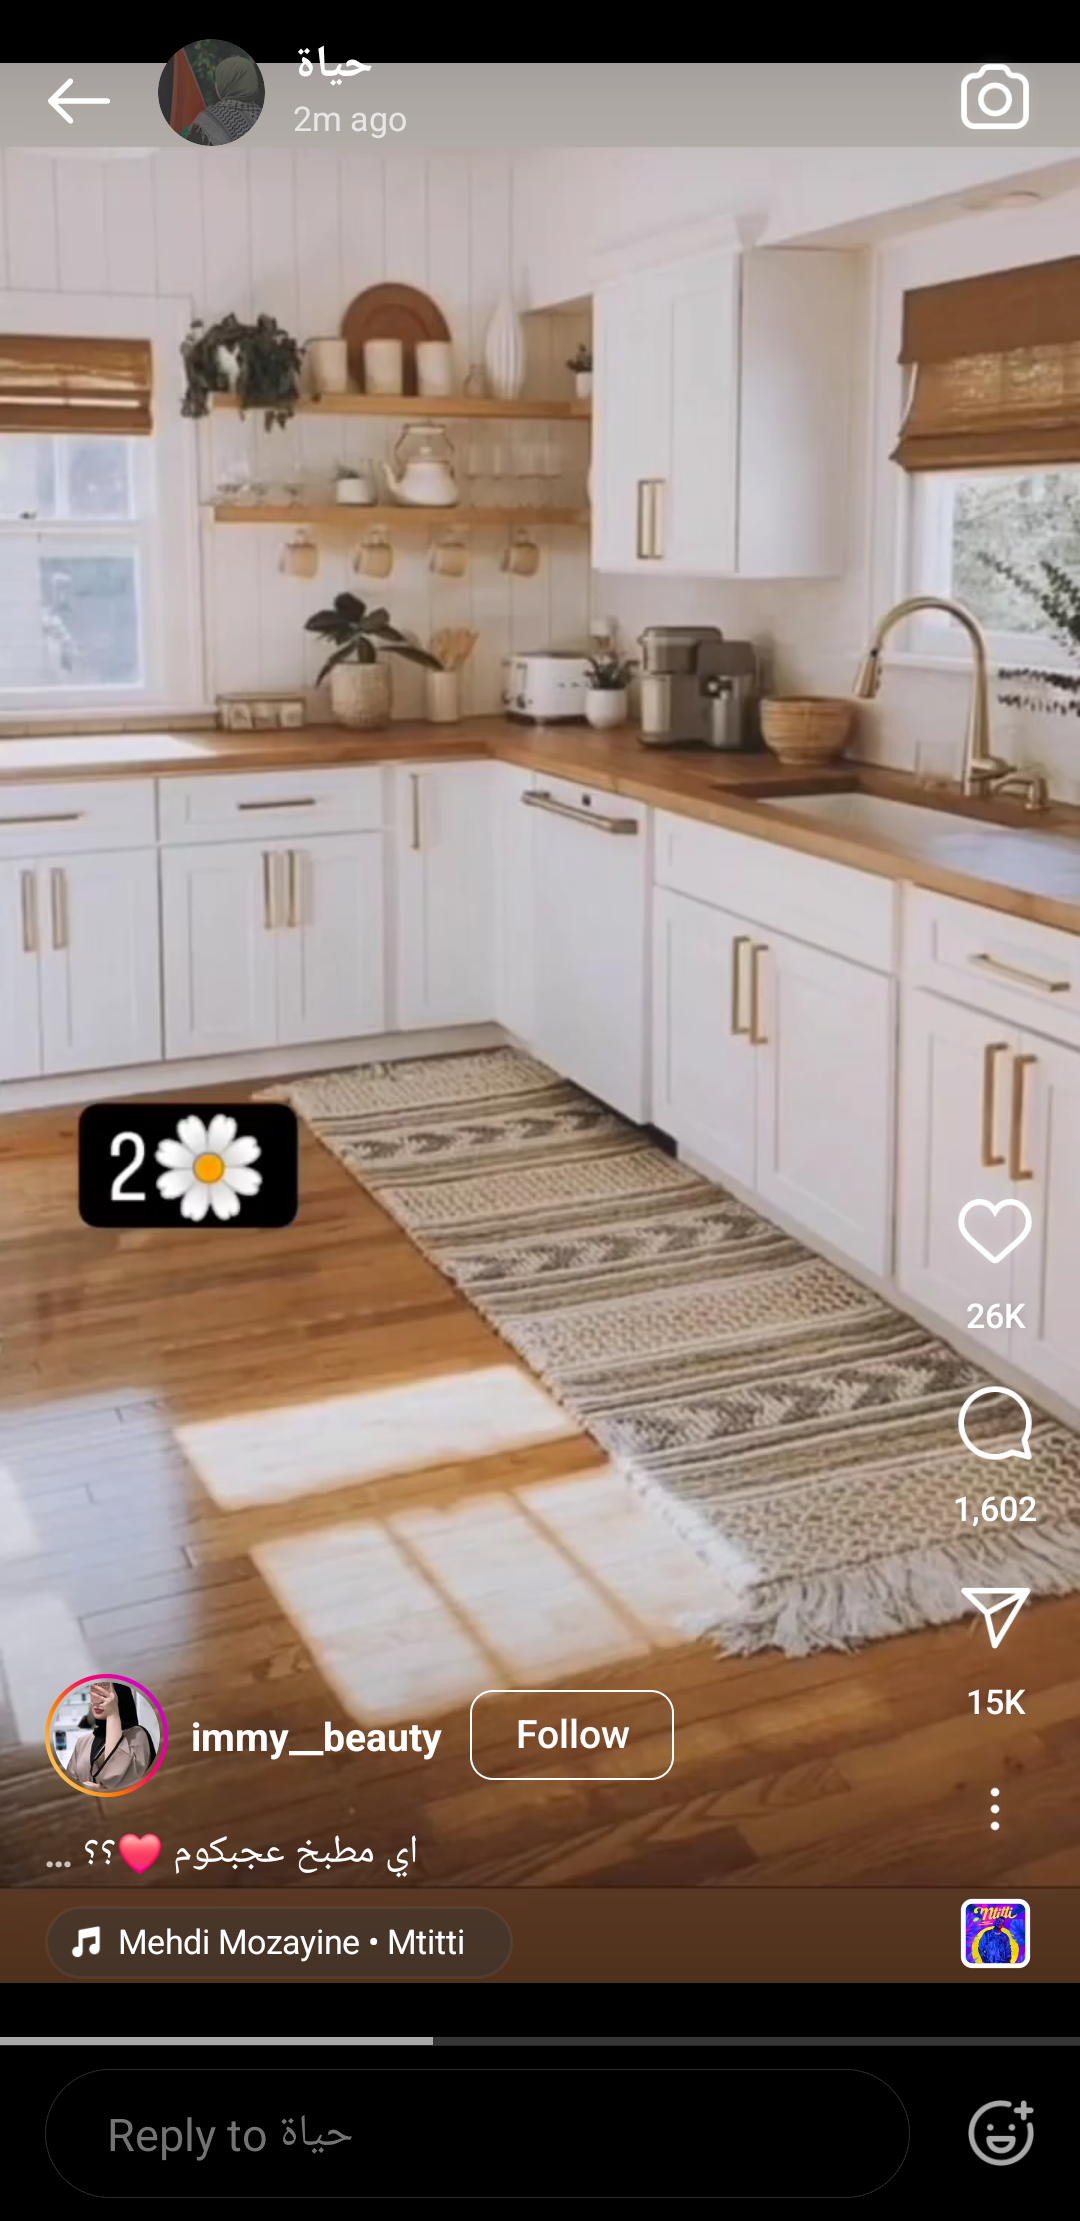 حياة
2m ago
2🌼
26K
1,602
15K
immy__beauty
Follow
اي مطبخ عجبكوم ❤️؟؟ ...
Mehdi Mozayine • Mtitti
Mtitti
Reply to حياة